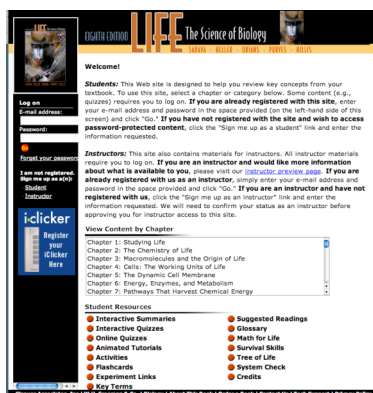 EIGHTH EDITION LIFE The Science of Biology
SADAVA · HELLER · ORIANS · PURVES · HILLIS
LIFE
Welcome!
Students: This Web site is designed to help you review key concepts from your
textbook. To use this site, select a chapter or category below. Some content (e.g.,
quizzes) requires you to log on. If you are already registered with this site, enter
your e-mail address and password in the space provided (on the left-hand side of this
screen) and click "Go." If you have not registered with the site and wish to access
password-protected content, click the "Sign me up as a student" link and enter the
information requested.
Instructors: This site also contains materials for instructors. All instructor materials
require you to log on. If you are an instructor and would like more information
about what is available to you, please visit our instructor preview page. If you are
already registered with us as an instructor, simply enter your e-mail address and
password in the space provided and click "Go." If you are an instructor and have not
registered with us, click the "Sign me up as an instructor" link and enter the
information requested. We will need to confirm your status as an instructor before
approving you for instructor access to this site.
Log on
E-mail address:
Password:
Go
Forget your password
I am not registered.
Sign me up as a(n):
Student
Instructor
i>clicker
Register
your
iClicker
Here
View Content by Chapter
Chapter 1: Studying Life
Chapter 2: The Chemistry of Life
Chapter 3: Macromolecules and the Origin of Life
Chapter 4: Cells: The Working Units of Life
Chapter 5: The Dynamic Cell Membrane
Chapter 6: Energy, Enzymes, and Metabolism
Chapter 7: Pathways That Harvest Chemical Energy
Student Resources
Interactive Summaries
Interactive Quizzes
Online Quizzes
Animated Tutorials
Activities
Flashcards
Experiment Links
Key Terms
Suggested Readings
Glossary
Math for Life
Survival Skills
Tree of Life
System Check
Credits